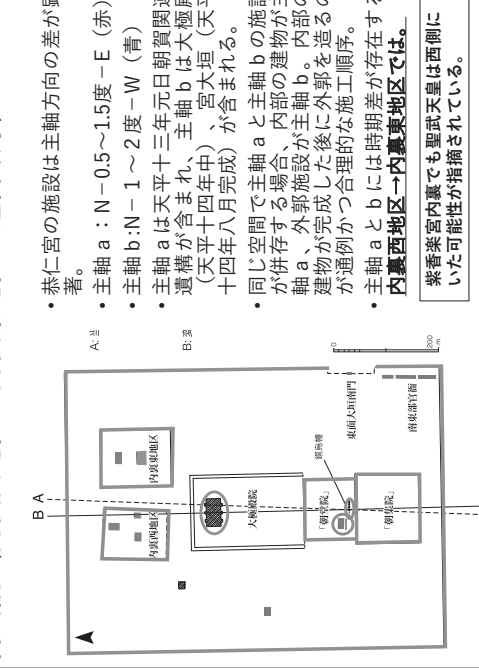 ・恭仁宮の施設は主軸方向の差が顕
著。
・主軸a：N－0.5～1.5度－E（赤）
・主軸b:N－1～2度－W（青）
・主軸aは天平十三年元日朝賀関連
遺構が含まれ、主軸bは大極殿
（天平十四年中）、宮大垣（天平
十四年八月完成）が含まれる。
・同じ空間で主軸aと主軸bの施設
が併存する場合、内部の建物が主
軸a、外郭施設が主軸b。内部の
建物が完成した後に外郭を造るの
が通例かつ合理的な施工順序。
・主軸aとbには時期差が存在する
内裏西地区→内裏東地区では。
紫香楽宮内裏でも聖武天皇は西側に
いた可能性が指摘されている。
A: 当
B: 変
B A
内裏西地区
内裏東地区
大極殿院
「朝堂院」
銅烏幢
「朝集院」
東面大垣南門
南東部官衙
0
200
m